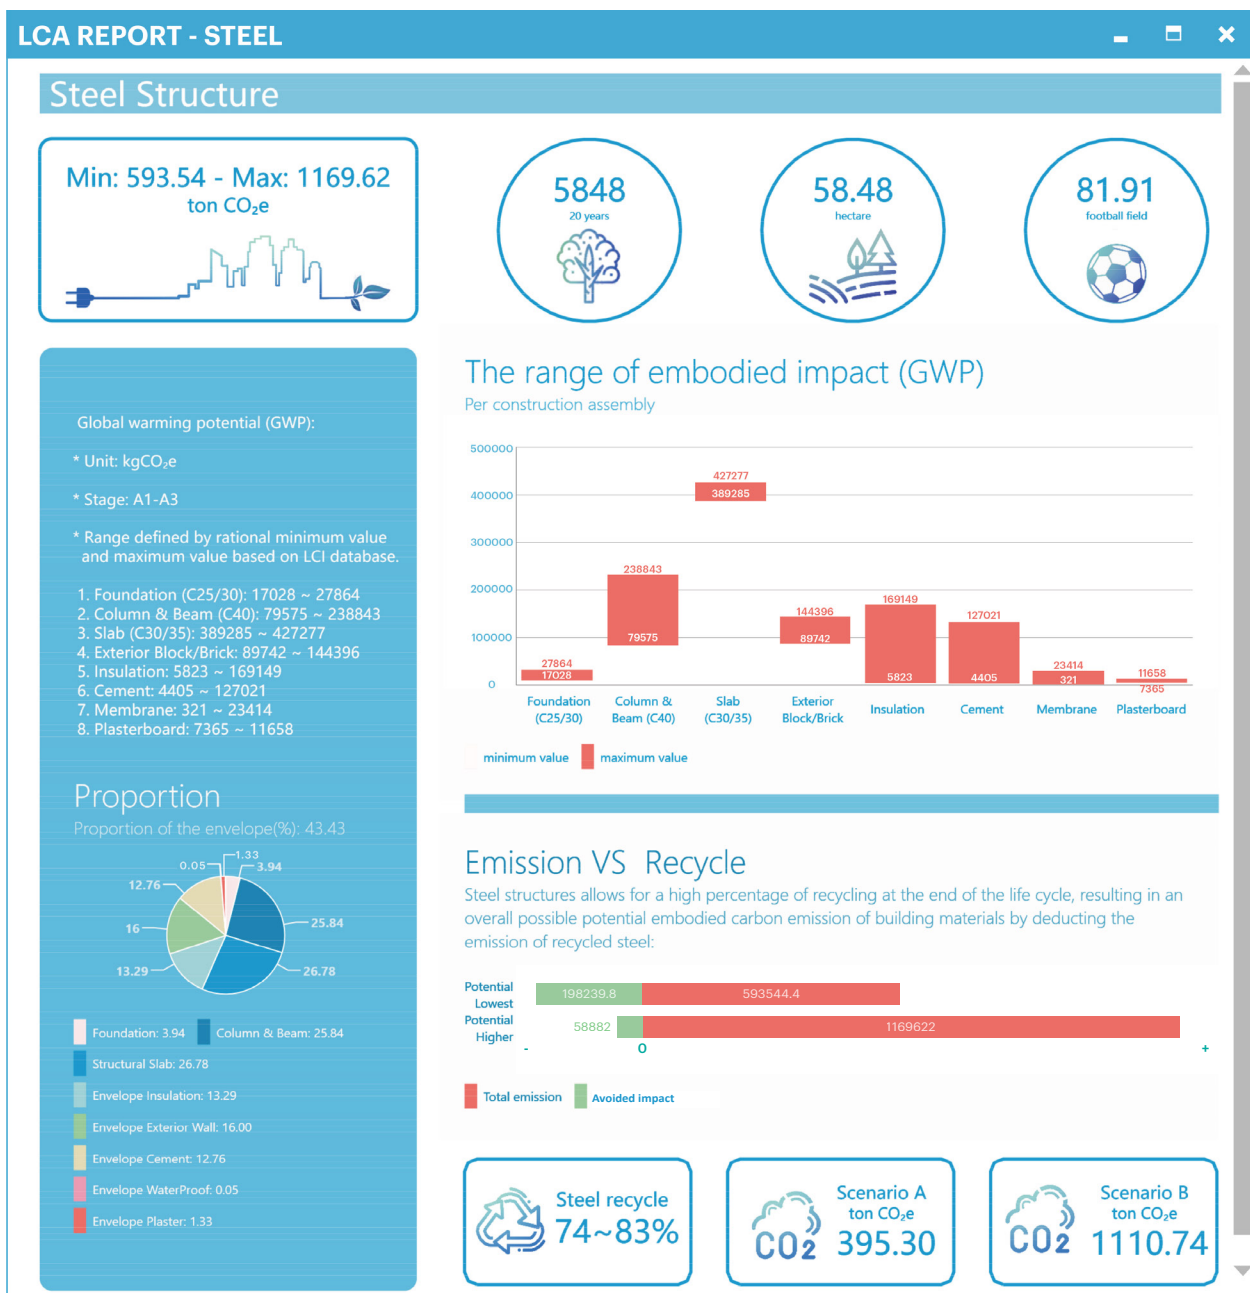 LCA REPORT - STEEL
Steel Structure
Min: 593.54 - Max: 1169.62
ton CO₂e
5848
20 years
58.48
hectare
81.91
football field
Global warming potential (GWP):
* Unit: kgCO₂e
* Stage: A1-A3
* Range defined by rational minimum value
and maximum value based on LCI database.
1. Foundation (C25/30): 17028 ~ 27864
2. Column & Beam (C40): 79575 ~ 238843
3. Slab (C30/35): 389285 ~ 427277
4. Exterior Block/Brick: 89742 ~ 144396
5. Insulation: 5823 ~ 169149
6. Cement: 4405 ~ 127021
7. Membrane: 321 ~ 23414
8. Plasterboard: 7365 ~ 11658
Proportion
Proportion of the envelope(%): 43.43
1.33
0.05
3.94
12.76
25.84
16
13.29
26.78
Foundation: 3.94
Column & Beam: 25.84
Structural Slab: 26.78
Envelope Insulation: 13.29
Envelope Exterior Wall: 16.00
Envelope Cement: 12.76
Envelope WaterProof: 0.05
Envelope Plaster: 1.33
The range of embodied impact (GWP)
Per construction assembly
500000
400000
300000
200000
100000
0
27864
17028
238843
79575
427277
389285
144396
89742
169149
5823
127021
4405
23414
321
11658
7365
Foundation
(C25/30)
Column &
Beam (C40)
Slab
(C30/35)
Exterior
Block/Brick
Insulation
Cement
Membrane
Plasterboard
minimum value
maximum value
Emission VS Recycle
Steel structures allows for a high percentage of recycling at the end of the life cycle, resulting in an
overall possible potential embodied carbon emission of building materials by deducting the
emission of recycled steel:
Potential
Lowest
198239.8
593544.4
Potential
Higher
58882
1169622
-
0
+
Total emission
Avoided impact
Steel recycle
74~83%
CO2
Scenario A
ton CO₂e
395.30
CO2
Scenario B
ton CO₂e
1110.74